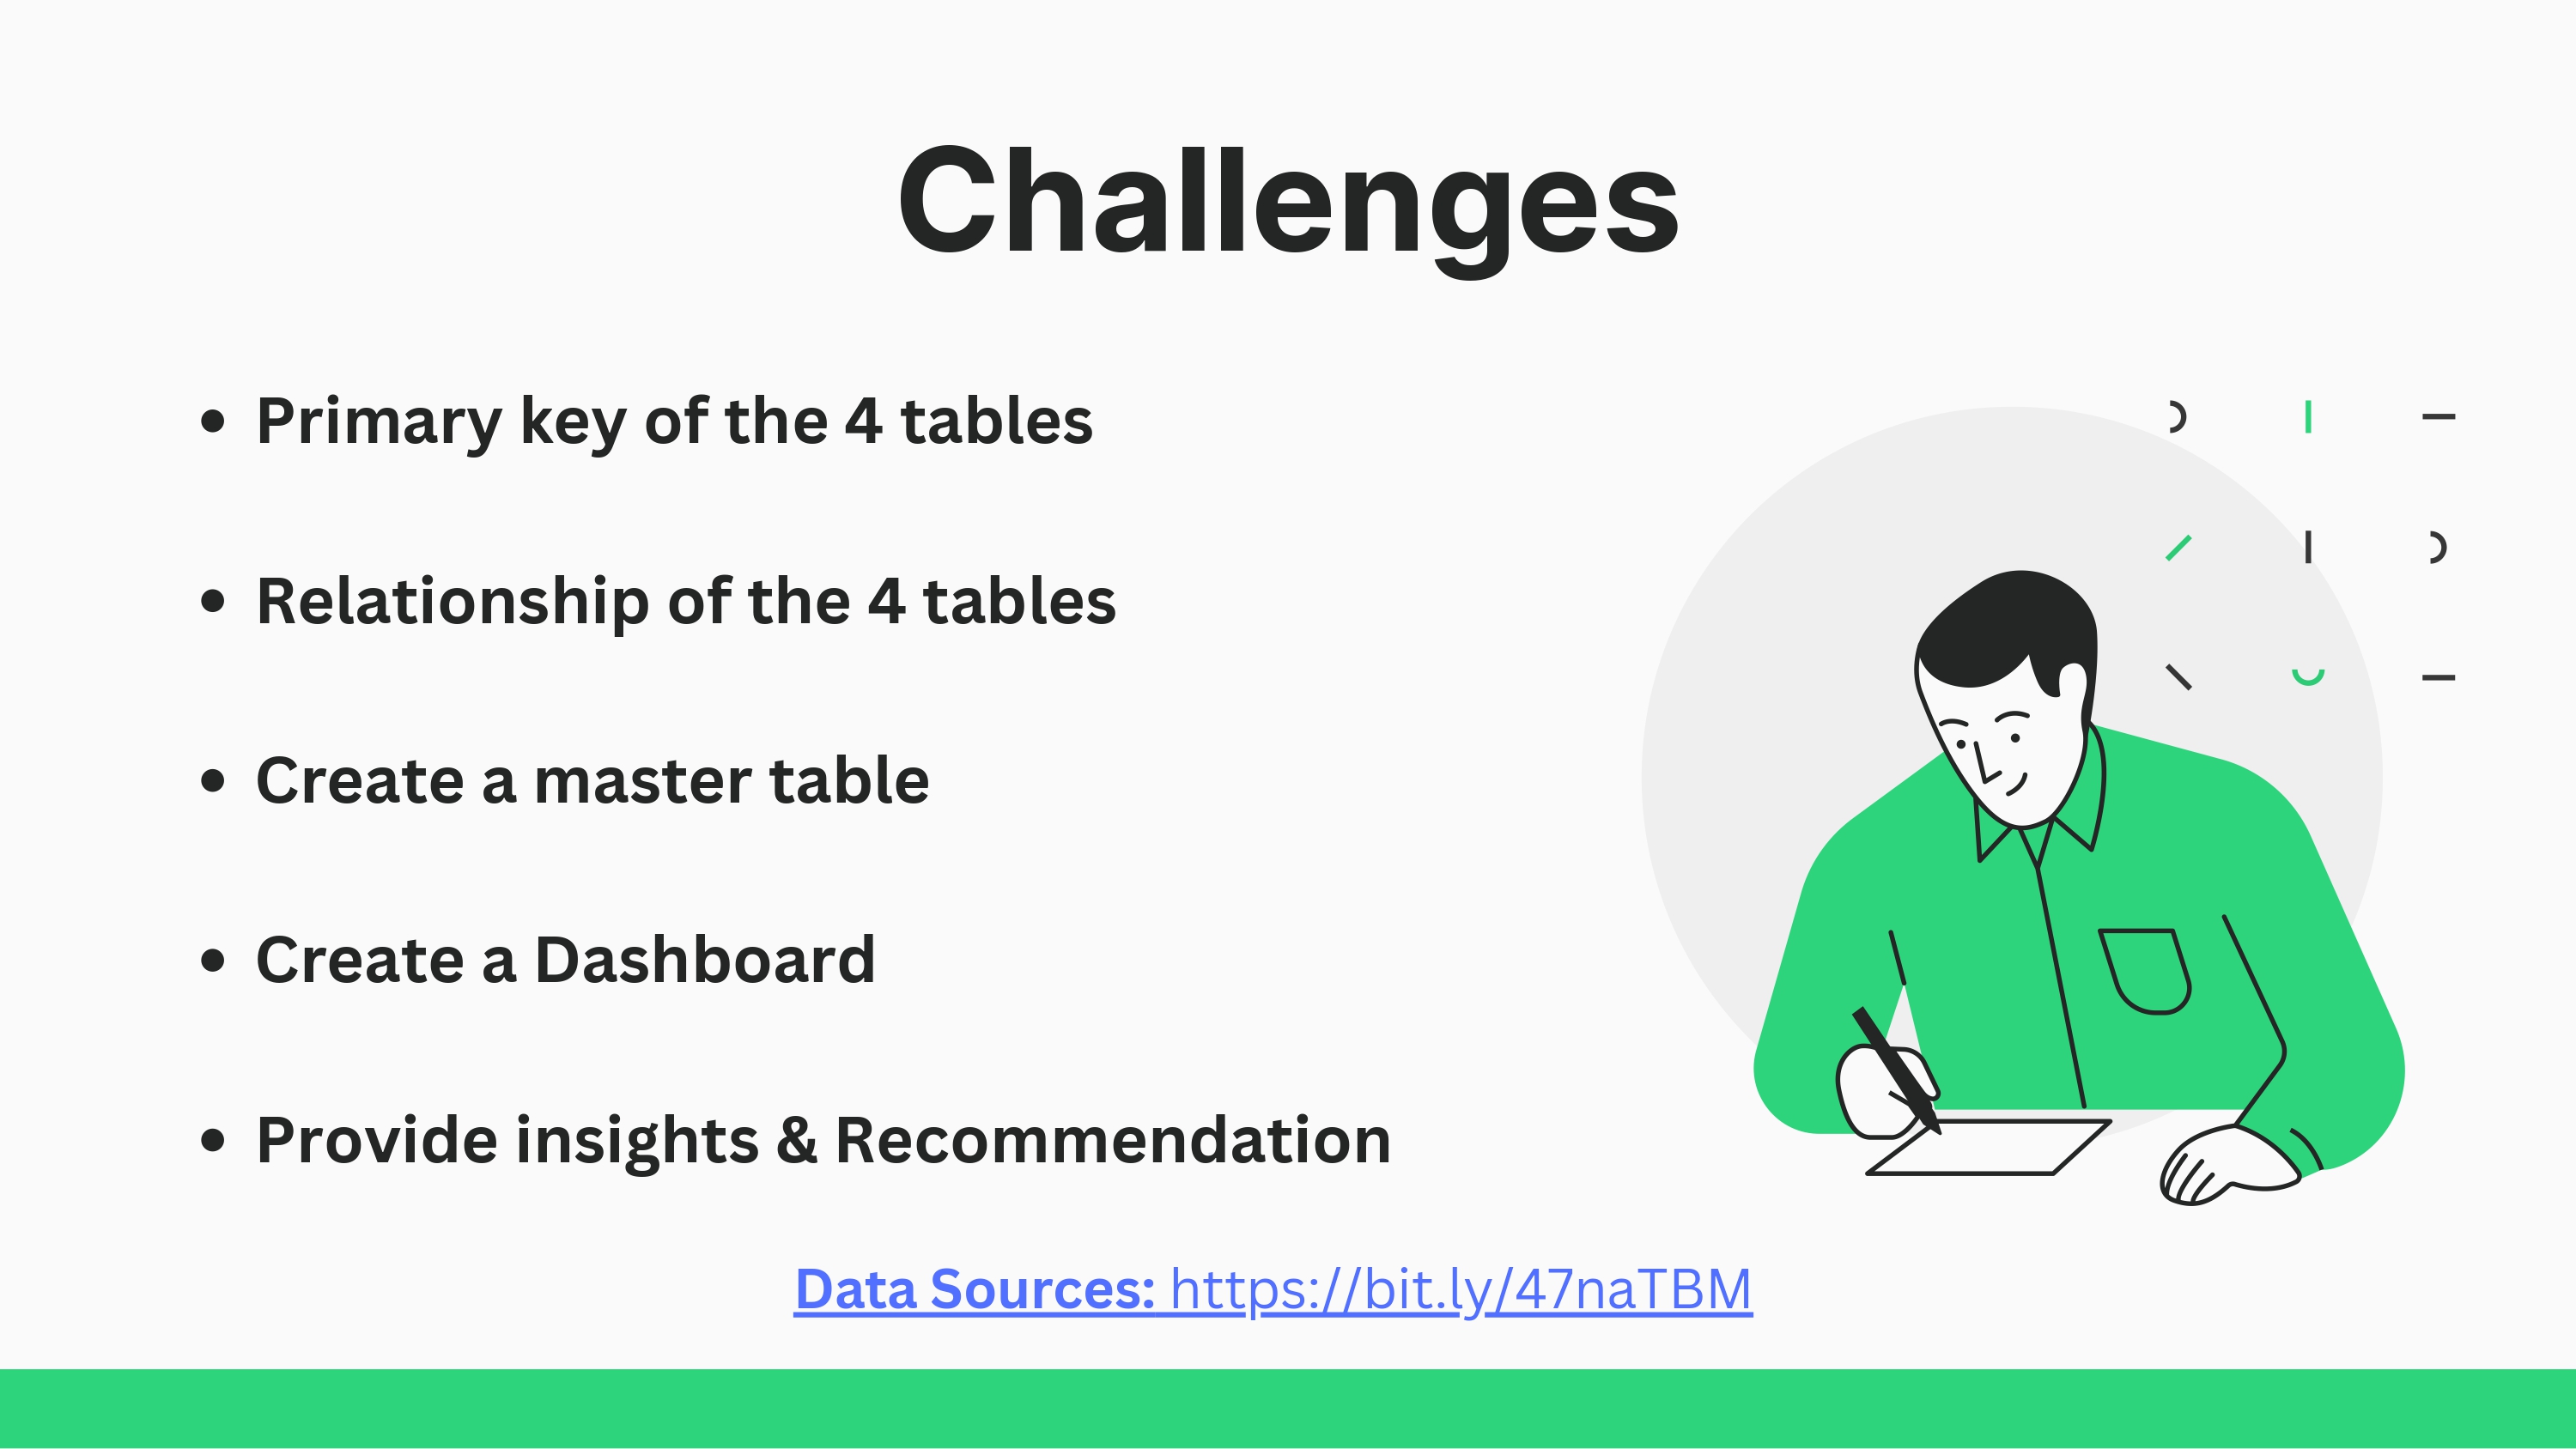 Challenges
• Primary key of the 4 tables
• Relationship of the 4 tables
• Create a master table
• Create a Dashboard
• Provide insights & Recommendation
Data Sources: https://bit.ly/47naTBM